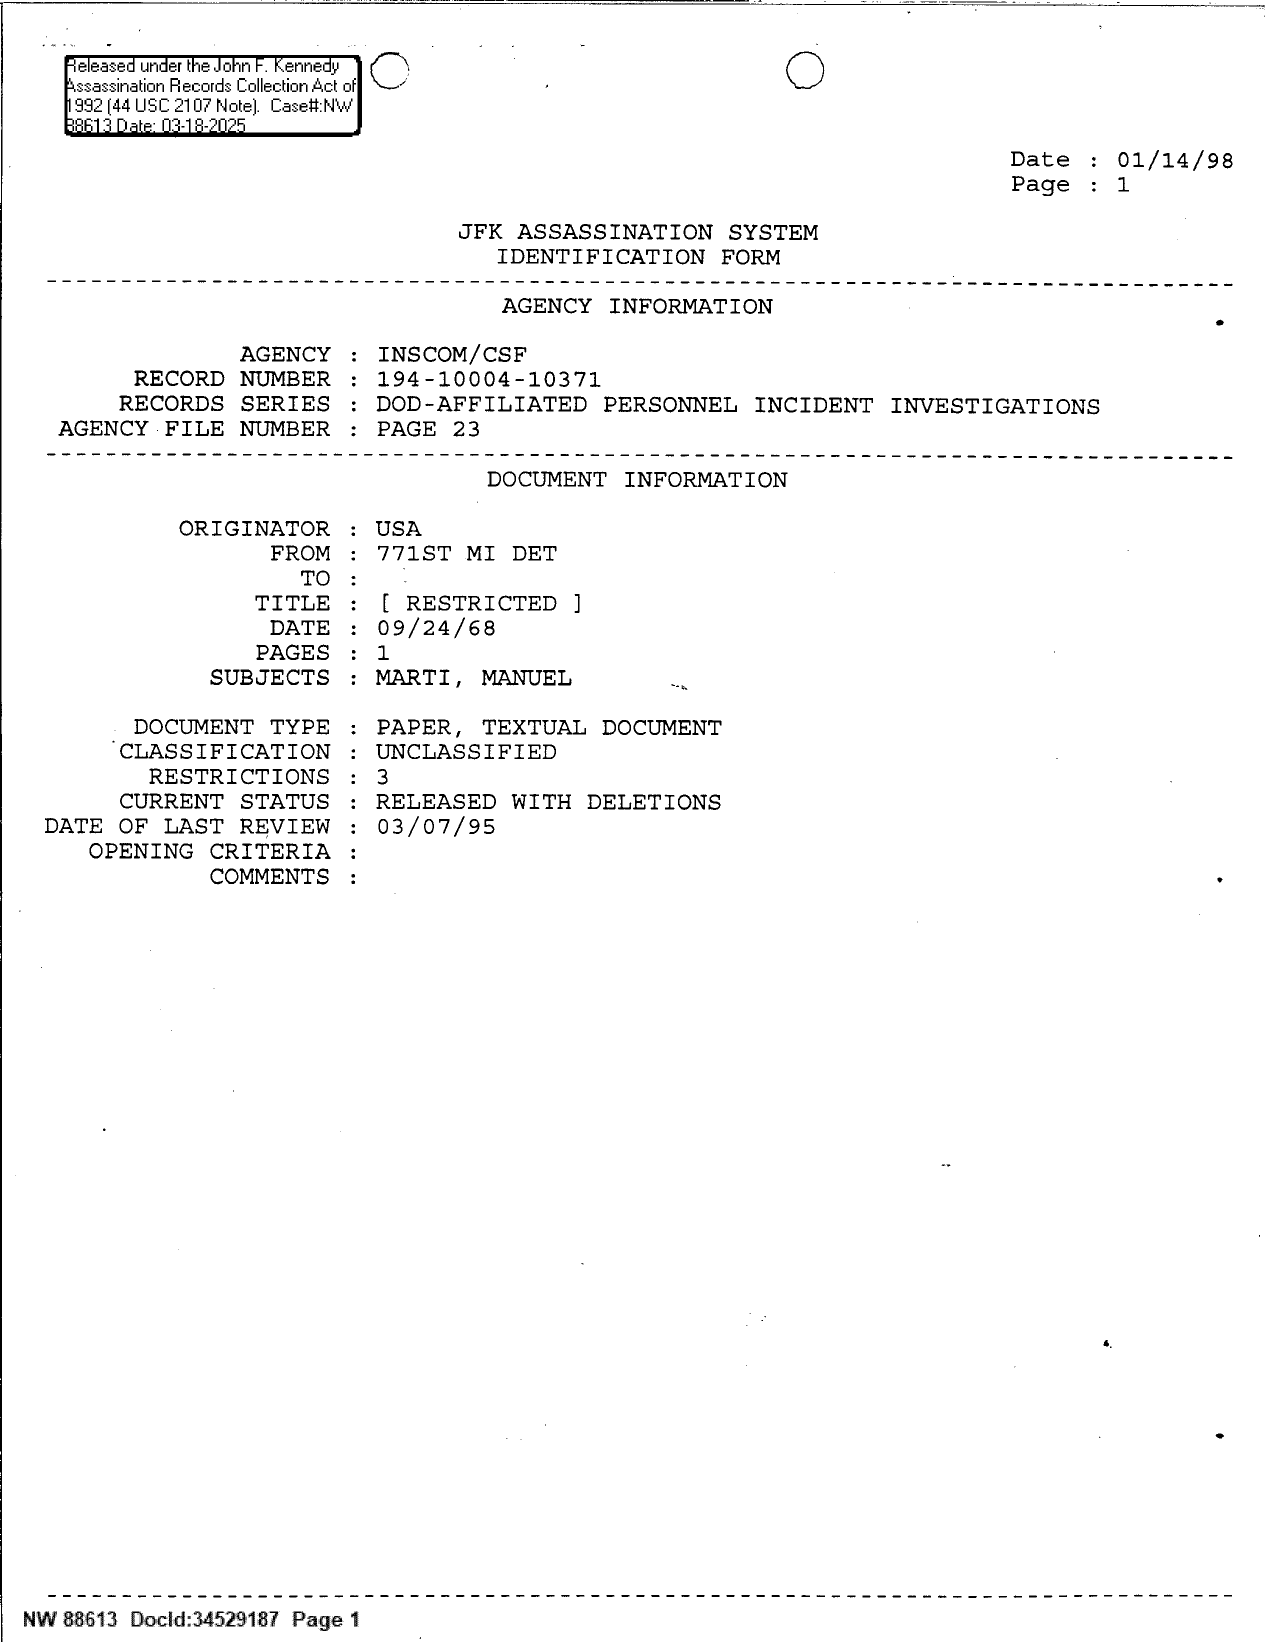 Released under the John F. Kennedy
Assassination Records Collection Act of
1992 (44 USC 2107 Note). Case#:NW
88613 Date: 03-18-2025
Date : 01/14/98
Page : 1
JFK ASSASSINATION SYSTEM
IDENTIFICATION FORM
AGENCY INFORMATION
AGENCY : INSCOM/CSF
RECORD NUMBER : 194-10004-10371
RECORDS SERIES : DOD-AFFILIATED PERSONNEL INCIDENT INVESTIGATIONS
AGENCY FILE NUMBER : PAGE 23
DOCUMENT INFORMATION
ORIGINATOR : USA
FROM : 771ST MI DET
TO :
TITLE : [ RESTRICTED ]
DATE : 09/24/68
PAGES : 1
SUBJECTS : MARTI, MANUEL
DOCUMENT TYPE : PAPER, TEXTUAL DOCUMENT
CLASSIFICATION : UNCLASSIFIED
RESTRICTIONS : 3
CURRENT STATUS : RELEASED WITH DELETIONS
DATE OF LAST REVIEW : 03/07/95
OPENING CRITERIA :
COMMENTS :
NW 88613 DocId:34529187 Page 1